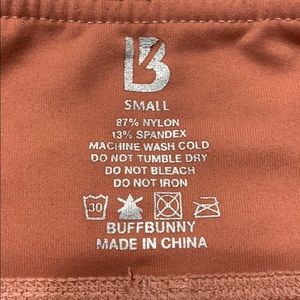 B
SMALL
87% NYLON
13% SPANDEX
MACHINE WASH COLD
DO NOT TUMBLE DRY
DO NOT BLEACH
DO NOT IRON
30
BUFFBUNNY
MADE IN CHINA